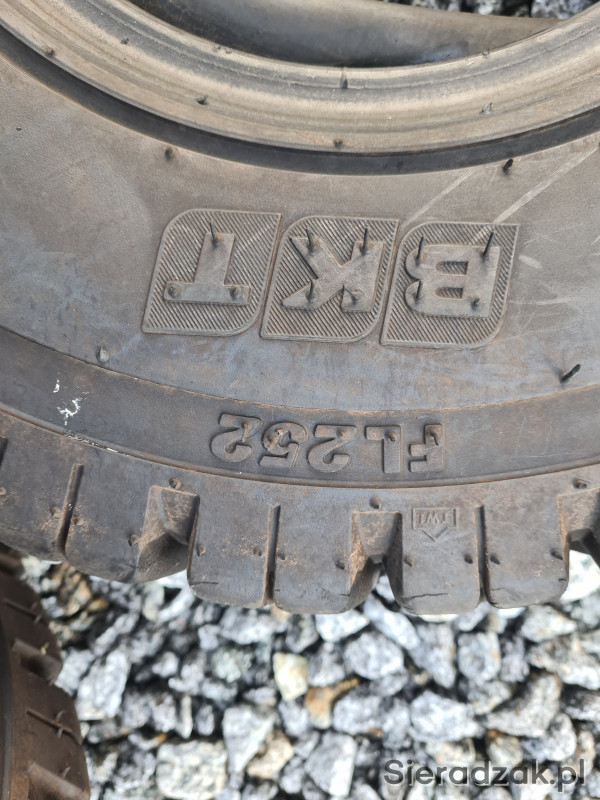 BKT
FL252
TWI
Sieradzak.pl